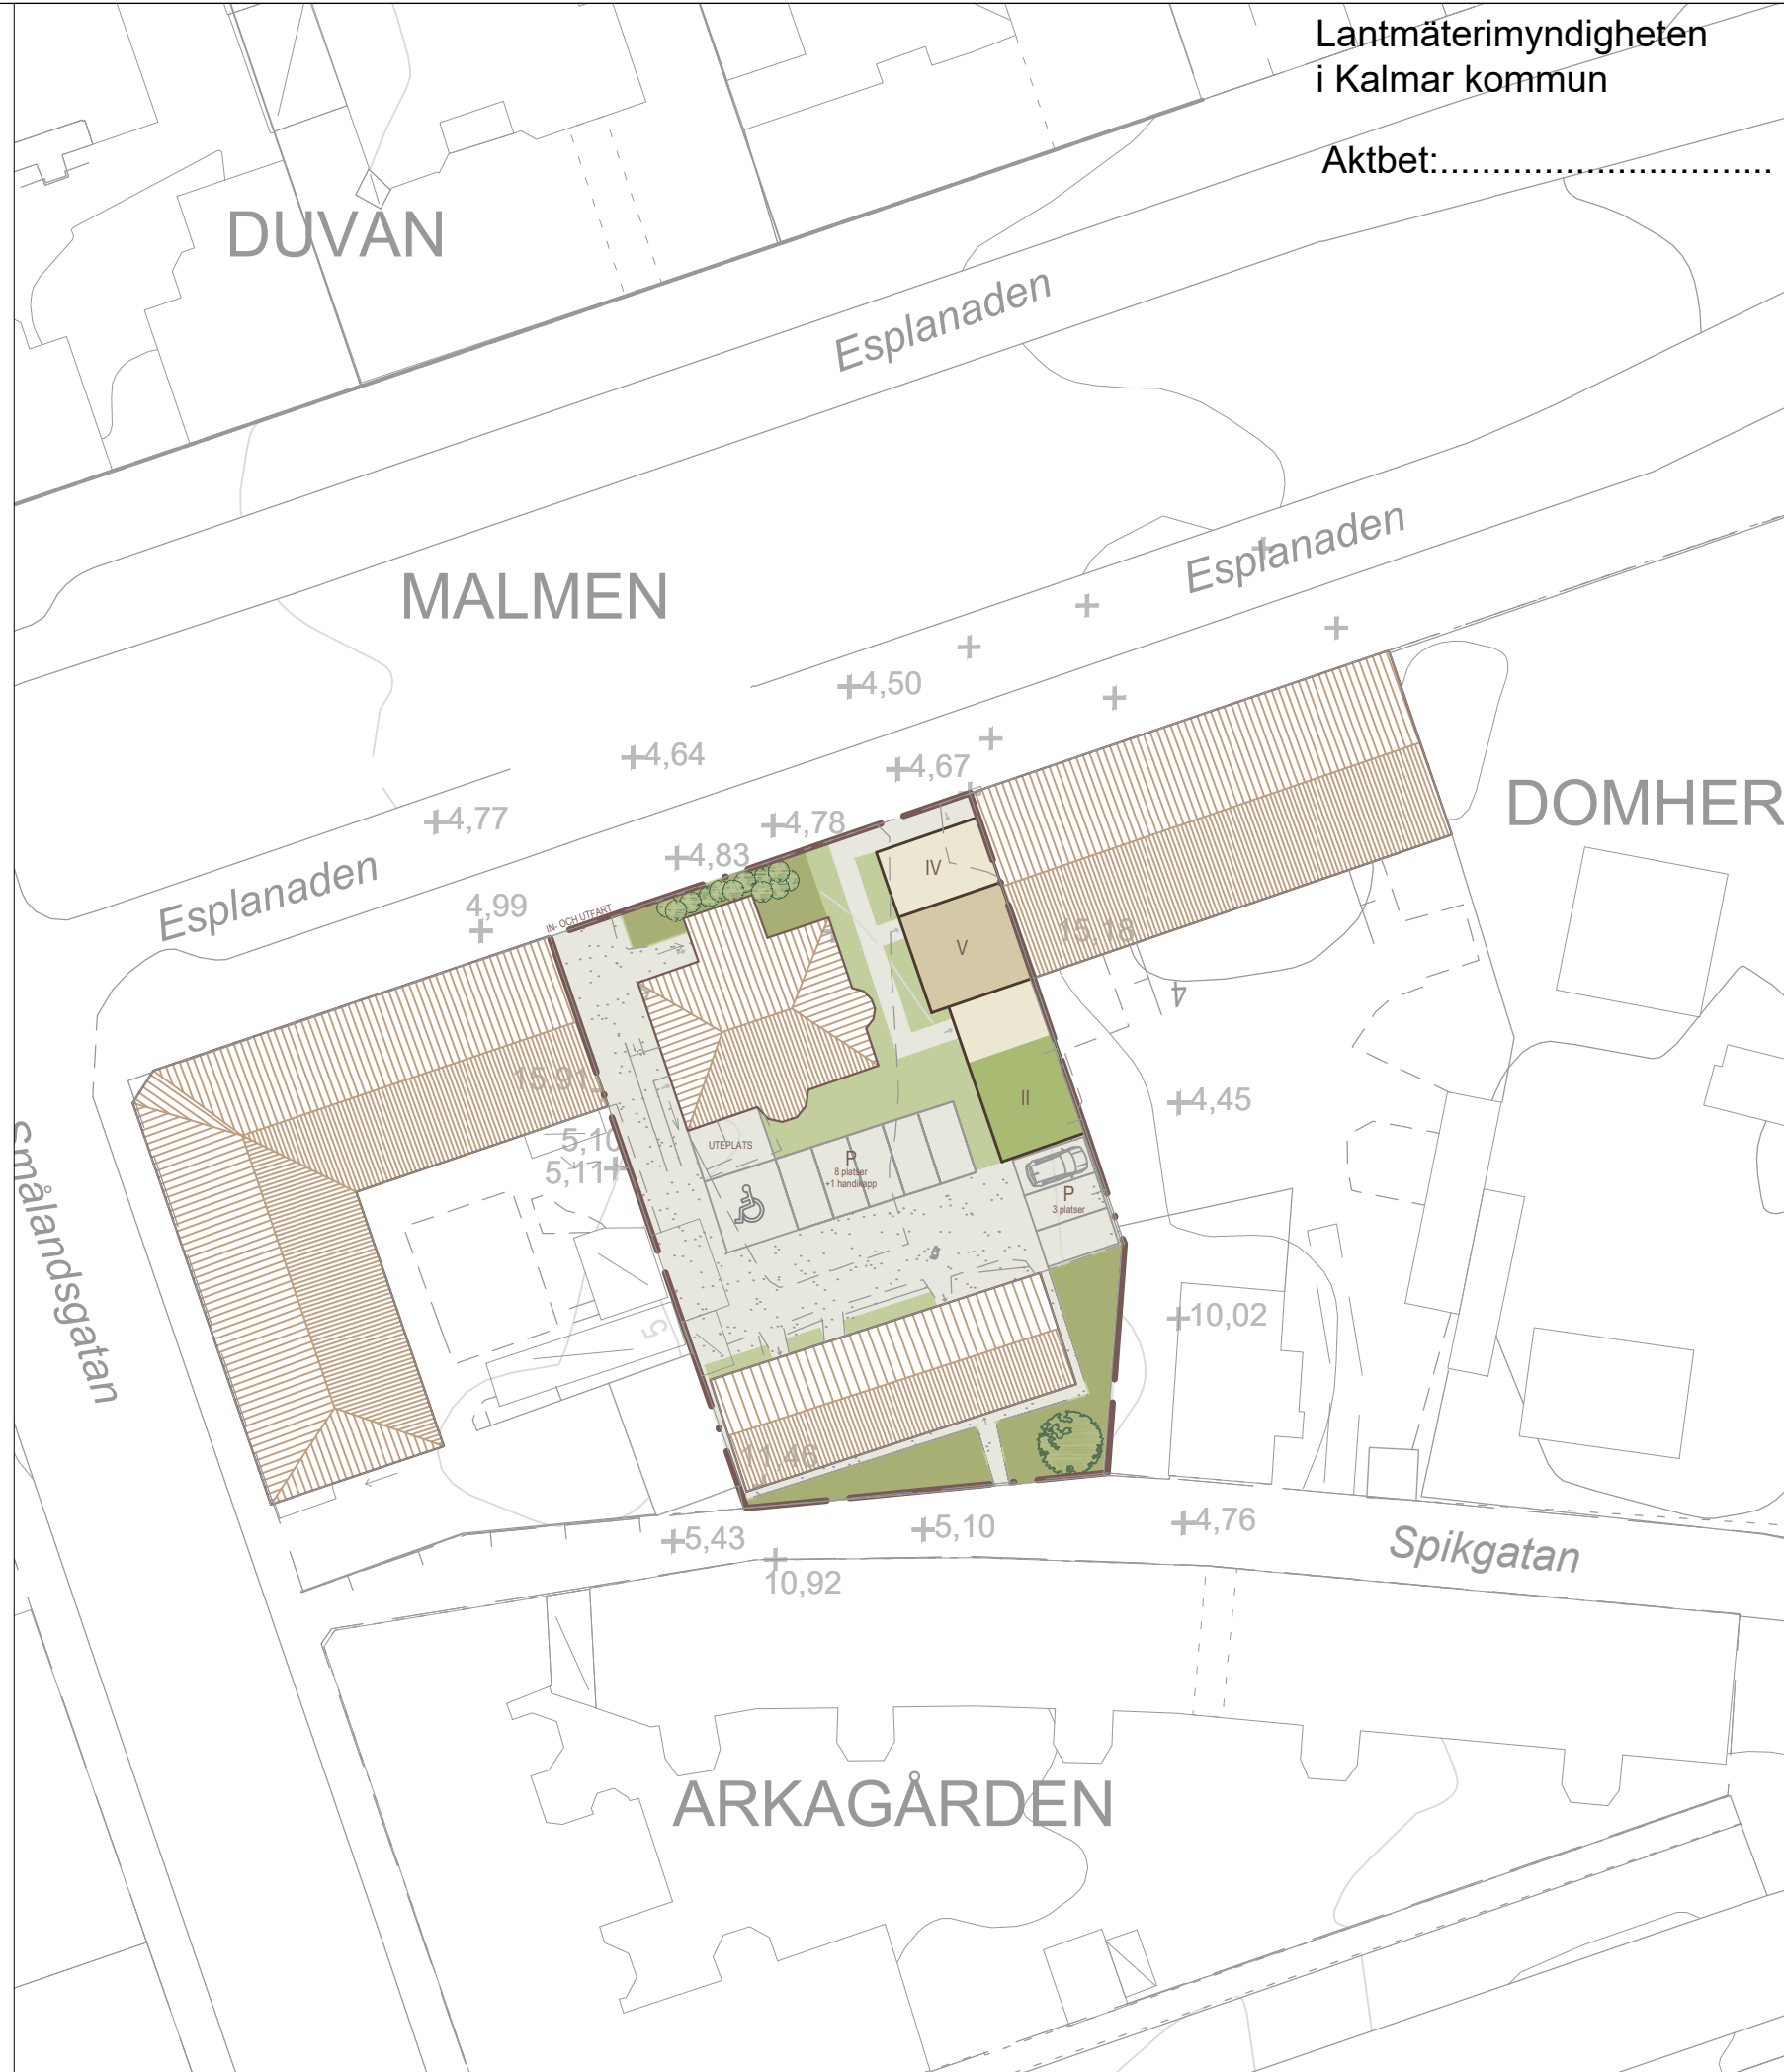 Lantmäterimyndigheten
i Kalmar kommun
Aktbet:................................
DUVAN
Esplanaden
Esplanaden
MALMEN
4,50
4,64
4,67
DOMHER
4,77
4,78
4,83
Esplanaden
4,99
IN- OCH UTFART
IV
V
15,18
4
15,91
II
4,45
5,10
5,11
UTEPLATS
P
8 platser
+1 handikapp
P
3 platser
Smålandsgatan
10,02
5
11,46
5,43
5,10
4,76
Spikgatan
10,92
ARKAGÅRDEN